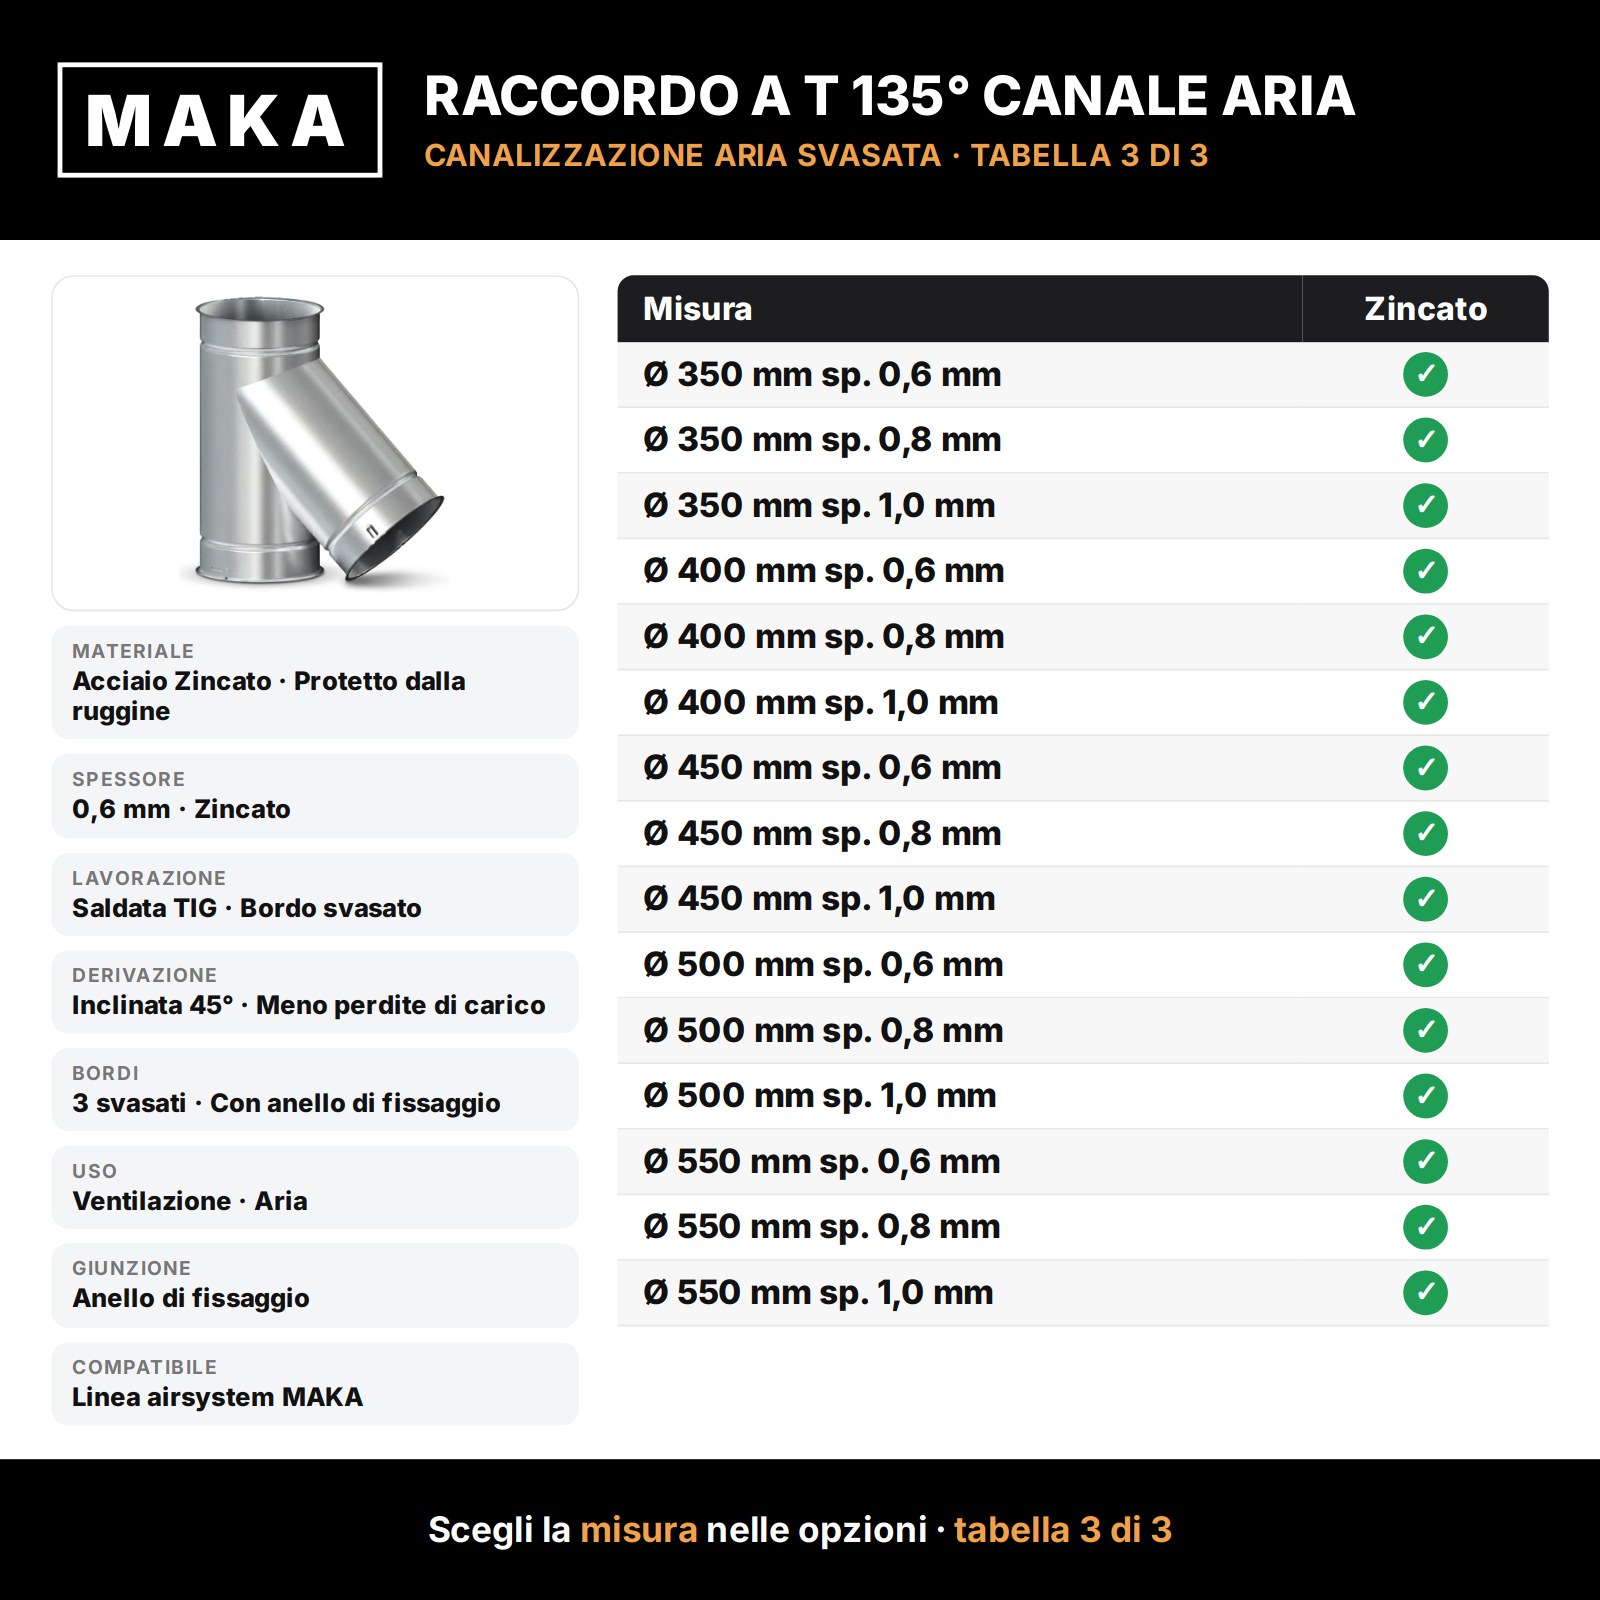 MAKA
RACCORDO A T 135° CANALE ARIA
CANALIZZAZIONE ARIA SVASATA · TABELLA 3 DI 3
MATERIALE
Acciaio Zincato · Protetto dalla
ruggine
SPESSORE
0,6 mm · Zincato
LAVORAZIONE
Saldata TIG · Bordo svasato
DERIVAZIONE
Inclinata 45° · Meno perdite di carico
BORDI
3 svasati · Con anello di fissaggio
USO
Ventilazione · Aria
GIUNZIONE
Anello di fissaggio
COMPATIBILE
Linea airsystem MAKA
Misura Zincato
Ø 350 mm sp. 0,6 mm ✓
Ø 350 mm sp. 0,8 mm ✓
Ø 350 mm sp. 1,0 mm ✓
Ø 400 mm sp. 0,6 mm ✓
Ø 400 mm sp. 0,8 mm ✓
Ø 400 mm sp. 1,0 mm ✓
Ø 450 mm sp. 0,6 mm ✓
Ø 450 mm sp. 0,8 mm ✓
Ø 450 mm sp. 1,0 mm ✓
Ø 500 mm sp. 0,6 mm ✓
Ø 500 mm sp. 0,8 mm ✓
Ø 500 mm sp. 1,0 mm ✓
Ø 550 mm sp. 0,6 mm ✓
Ø 550 mm sp. 0,8 mm ✓
Ø 550 mm sp. 1,0 mm ✓
Scegli la misura nelle opzioni · tabella 3 di 3